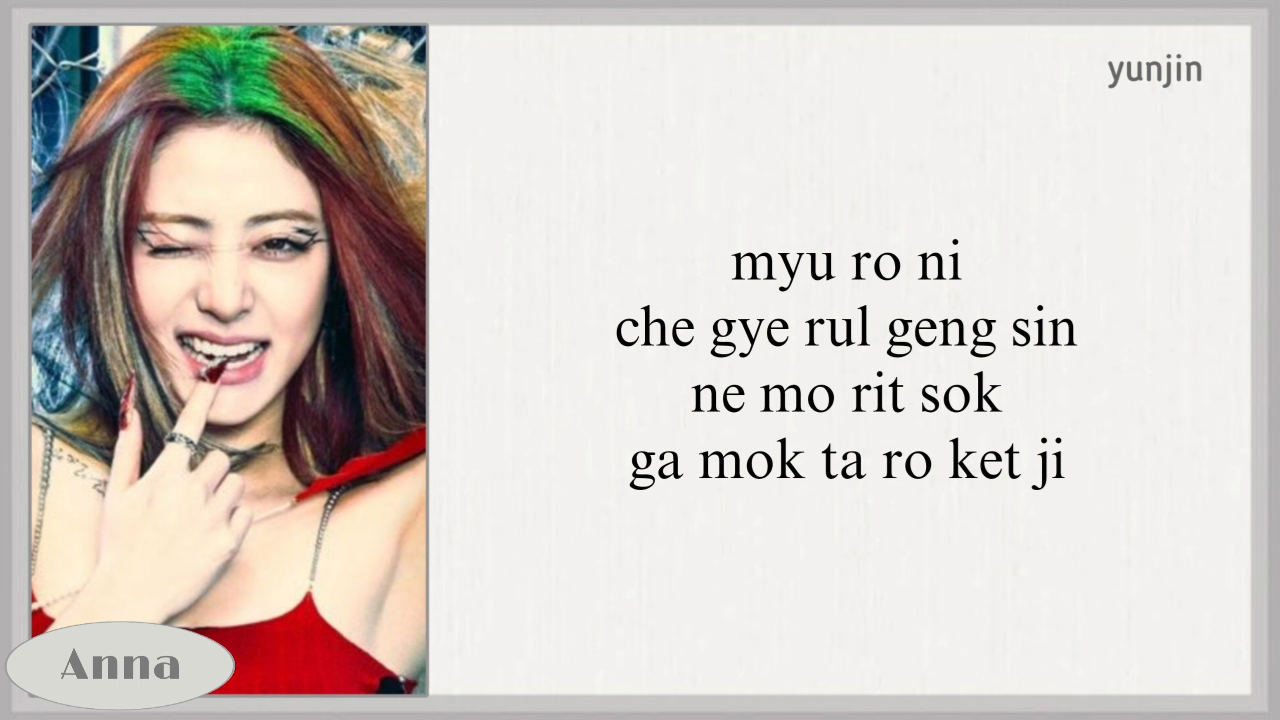 yunjin
myu ro ni
che gye rul geng sin
ne mo rit sok
ga mok ta ro ket ji
Anna